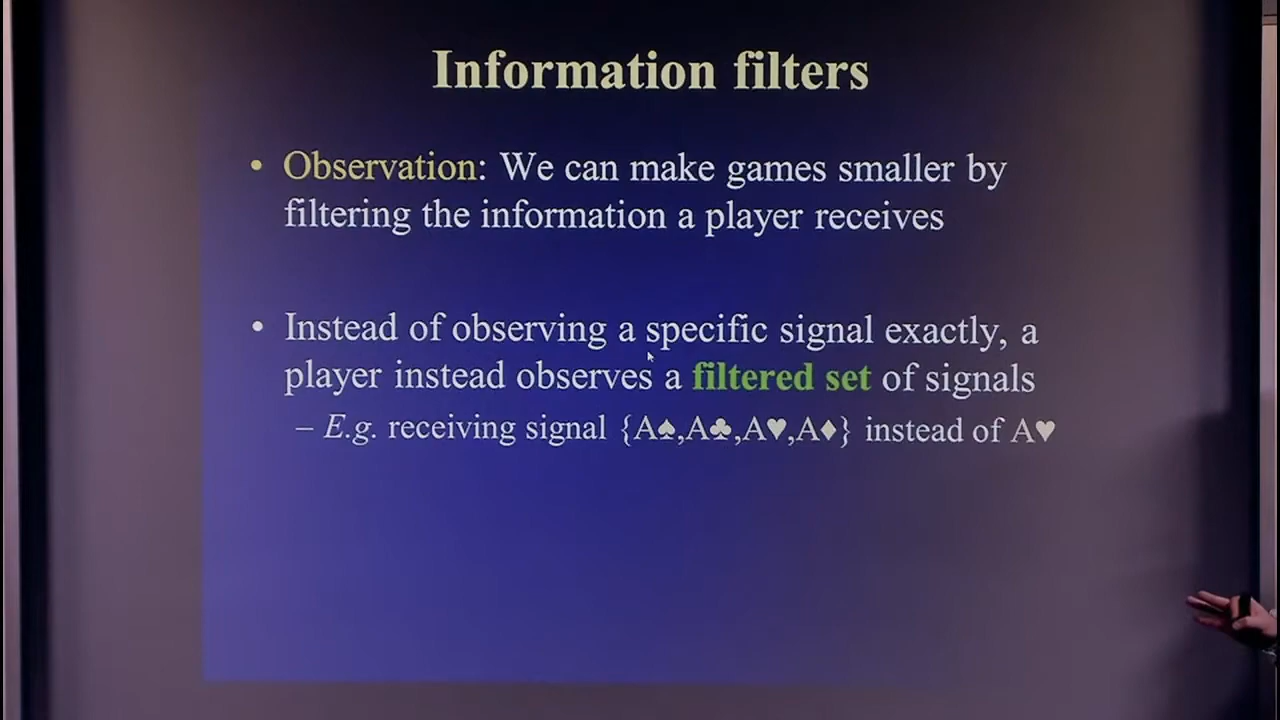 Information filters
• Observation: We can make games smaller by
filtering the information a player receives
• Instead of observing a specific signal exactly, a
player instead observes a filtered set of signals
– E.g. receiving signal {A♠,A♣,A♥,A♦} instead of A♥